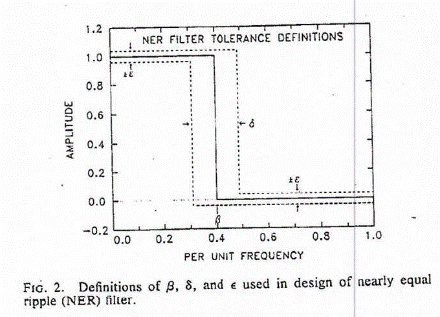 1.2
NER FILTER TOLERANCE DEFINITIONS
1.0
±ε
0.8
0.6
→ ← δ
0.4
AMPLITUDE
0.2
±ε
0.0
β
-0.2
0.0 0.2 0.4 0.6 0.8 1.0
PER UNIT FREQUENCY
FIG. 2. Definitions of β, δ, and ε used in design of nearly equal
ripple (NER) filter.